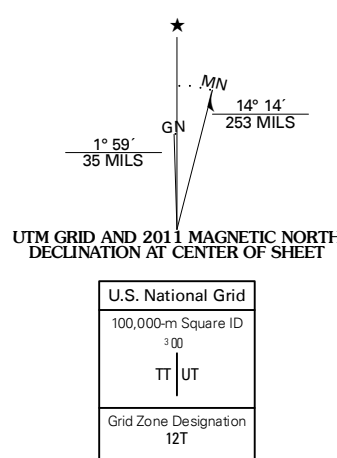 ★
MN
GN
14° 14´
253 MILS
1° 59´
35 MILS
UTM GRID AND 2011 MAGNETIC NORTH
DECLINATION AT CENTER OF SHEET
U.S. National Grid
100,000-m Square ID
³00
TT UT
Grid Zone Designation
12T